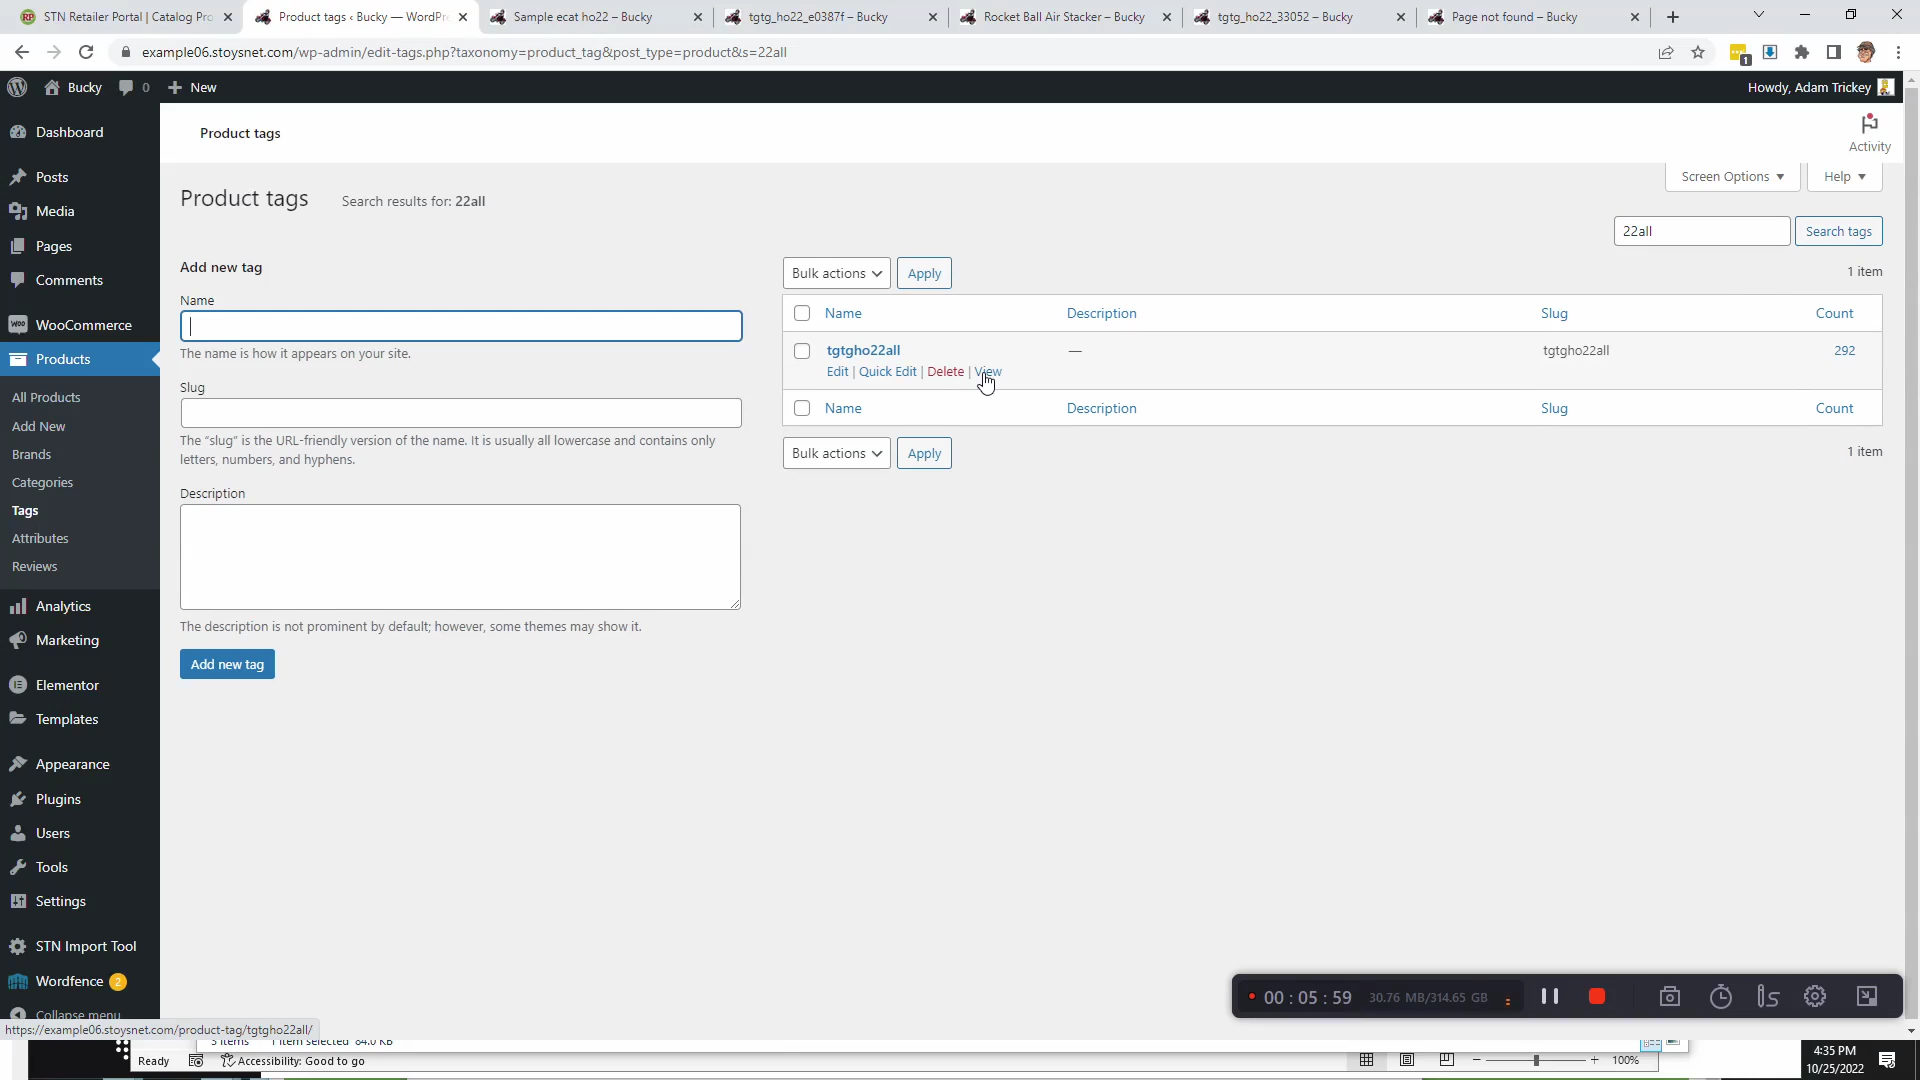 STN Retailer Portal | Catalog Pro
Product tags ‹ Bucky — WordPre
Sample ecat ho22 – Bucky
tgtg_ho22_e0387f – Bucky
Rocket Ball Air Stacker – Bucky
tgtg_ho22_33052 – Bucky
Page not found – Bucky
example06.stoysnet.com/wp-admin/edit-tags.php?taxonomy=product_tag&post_type=product&s=22all
1
Bucky
0
New
Howdy, Adam Trickey
Dashboard
Posts
Media
Pages
Comments
WooCommerce
Products
All Products
Add New
Brands
Categories
Tags
Attributes
Reviews
Analytics
Marketing
Elementor
Templates
Appearance
Plugins
Users
Tools
Settings
STN Import Tool
Wordfence 2
Collapse menu
Product tags
Activity
Screen Options
Help
Product tags
Search results for: 22all
22all
Search tags
Add new tag
Name
The name is how it appears on your site.
Slug
The “slug” is the URL-friendly version of the name. It is usually all lowercase and contains only
letters, numbers, and hyphens.
Description
The description is not prominent by default; however, some themes may show it.
Add new tag
Bulk actions
Apply
1 item
Name Description Slug Count
tgtgho22all — tgtgho22all 292
Edit | Quick Edit | Delete | View
Name Description Slug Count
Bulk actions
Apply
1 item
00 : 05 : 59
30.76 MB/314.65 GB
https://example06.stoysnet.com/product-tag/tgtgho22all/
items 1 item selected 84.0 KB
Ready
Accessibility: Good to go
100%
4:35 PM
10/25/2022